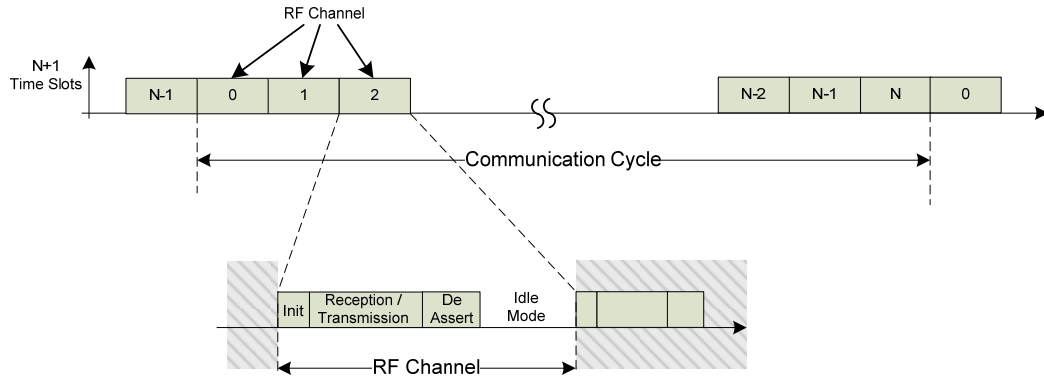 RF Channel
N+1
Time Slots
N-1 0 1 2 N-2 N-1 N 0
Communication Cycle
Init Reception / Transmission De Assert Idle Mode
RF Channel